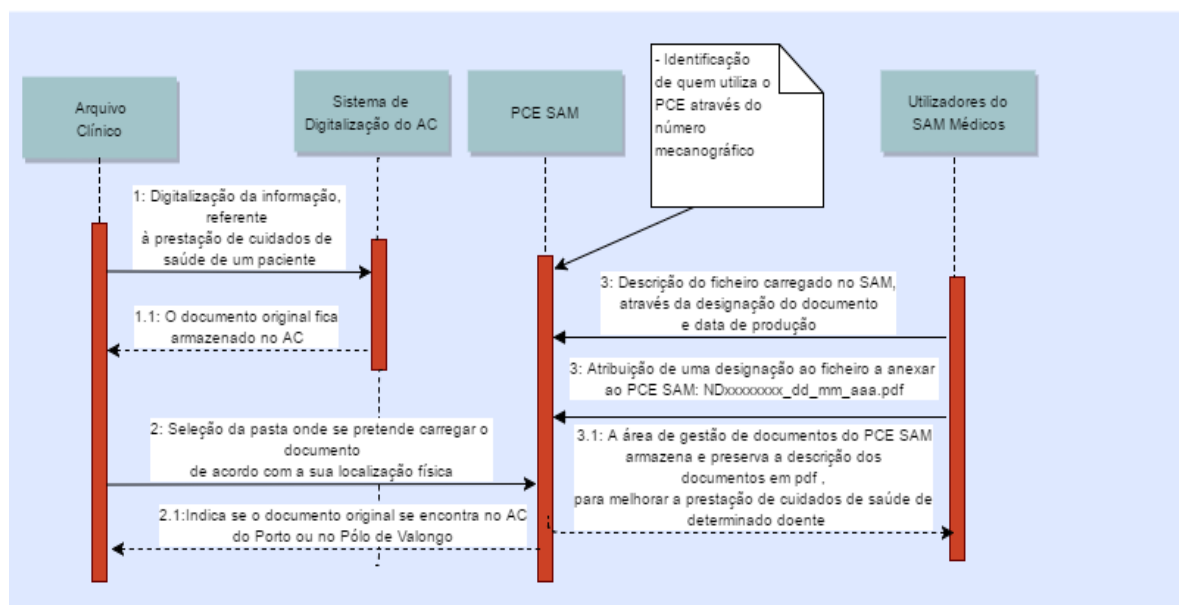 Arquivo
Clínico
Sistema de
Digitalização do AC
PCE SAM
- Identificação
de quem utiliza o
PCE através do
número
mecanográfico
Utilizadores do
SAM Médicos
1: Digitalização da informação,
referente
à prestação de cuidados de
saúde de um paciente
1.1: O documento original fica
armazenado no AC
3: Descrição do ficheiro carregado no SAM,
através da designação do documento
e data de produção
3: Atribuição de uma designação ao ficheiro a anexar
ao PCE SAM: NDxxxxxxxx_dd_mm_aaa.pdf
2: Seleção da pasta onde se pretende carregar o
documento
de acordo com a sua localização física
3.1: A área de gestão de documentos do PCE SAM
armazena e preserva a descrição dos
documentos em pdf ,
para melhorar a prestação de cuidados de saúde de
determinado doente
2.1:Indica se o documento original se encontra no AC
do Porto ou no Pólo de Valongo